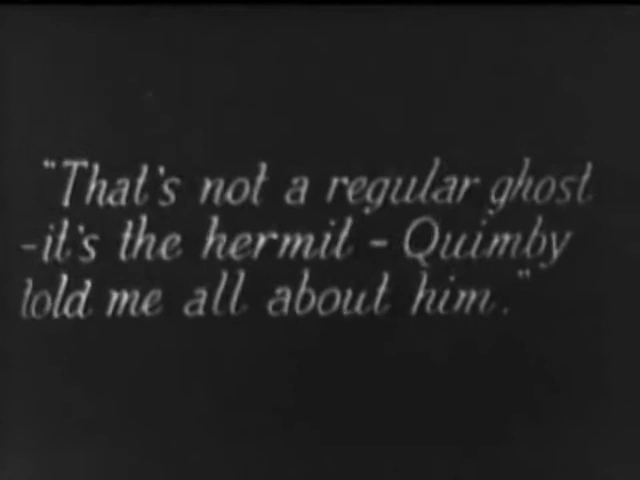 "That's not a regular ghost
-it's the hermit - Quimby
told me all about him."